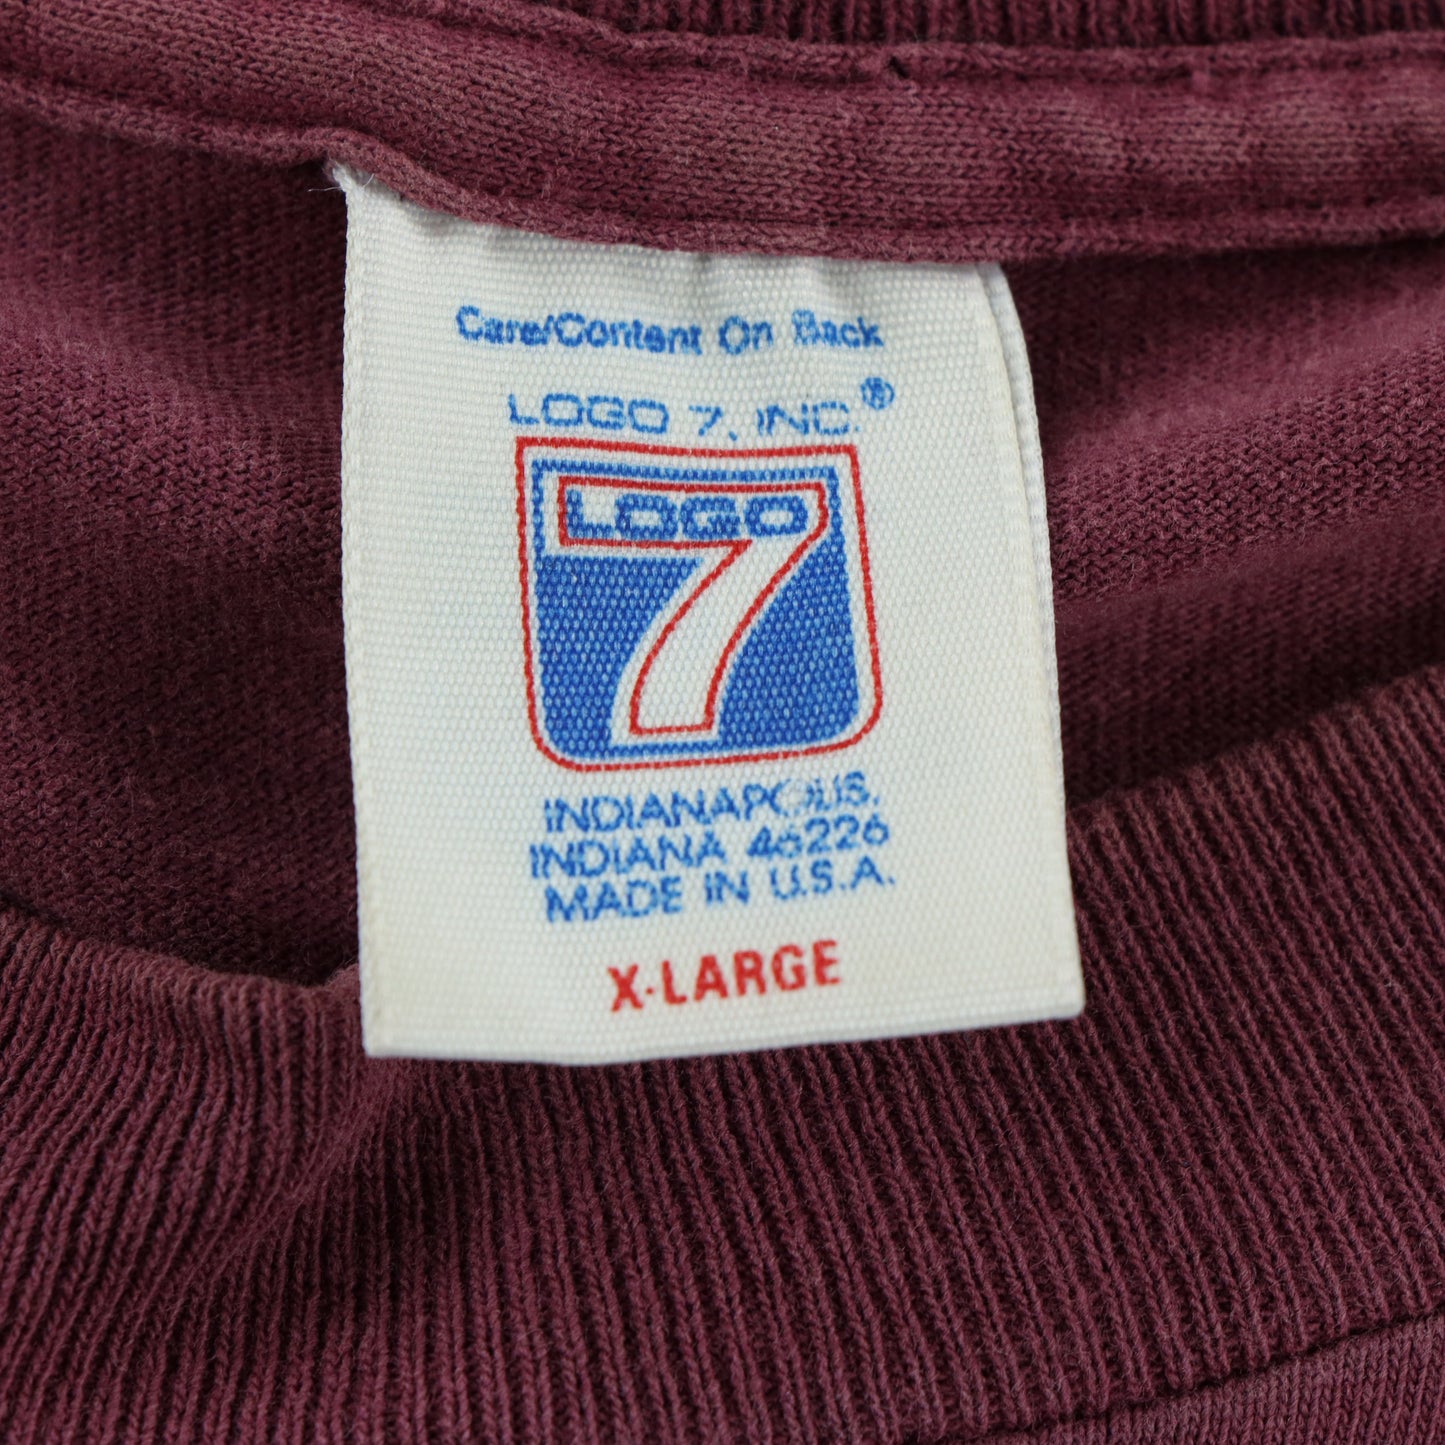 Care/Content On Back
LOGO 7, INC.®
LOGO
7
INDIANAPOLIS,
INDIANA 46226
MADE IN U.S.A.
X-LARGE